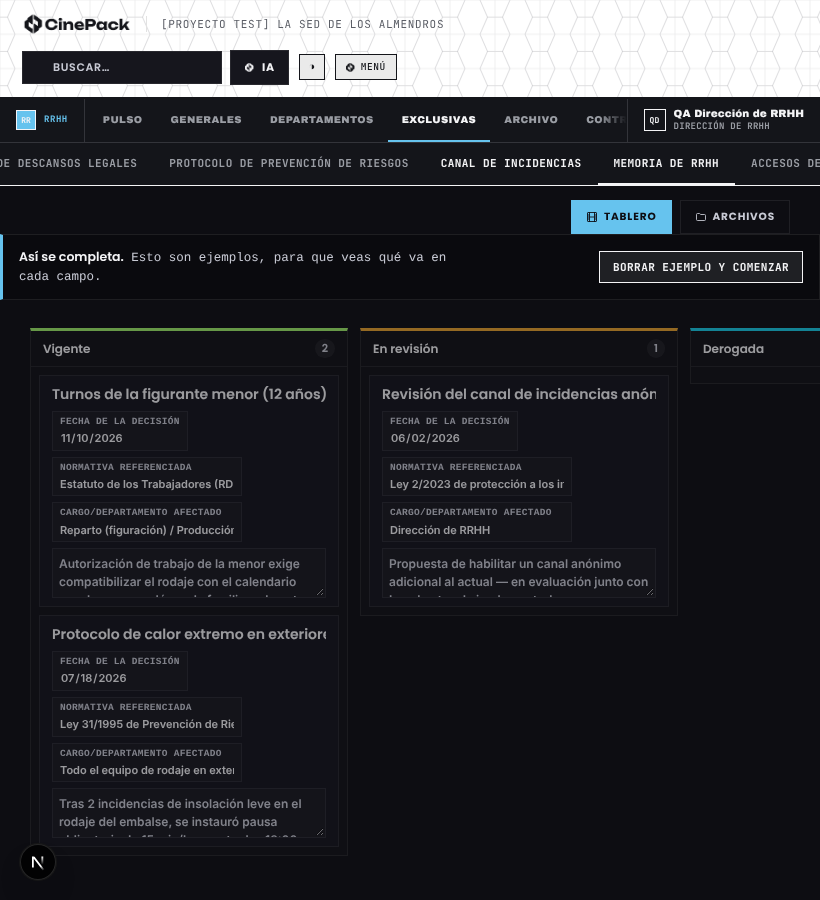 CinePack
[PROYECTO TEST] LA SED DE LOS ALMENDROS
BUSCAR…
IA
MENÚ
RR
RRHH
PULSO
GENERALES
DEPARTAMENTOS
EXCLUSIVAS
ARCHIVO
CONT
QD
QA Dirección de RRHH
DIRECCIÓN DE RRHH
DE DESCANSOS LEGALES
PROTOCOLO DE PREVENCIÓN DE RIESGOS
CANAL DE INCIDENCIAS
MEMORIA DE RRHH
ACCESOS DE
TABLERO
ARCHIVOS
Así se completa. Esto son ejemplos, para que veas qué va en
cada campo.
BORRAR EJEMPLO Y COMENZAR
Vigente
2
Turnos de la figurante menor (12 años)
FECHA DE LA DECISIÓN
11/10/2026
NORMATIVA REFERENCIADA
Estatuto de los Trabajadores (RD
CARGO/DEPARTAMENTO AFECTADO
Reparto (figuración) / Producción
Autorización de trabajo de la menor exige
compatibilizar el rodaje con el calendario
Protocolo de calor extremo en exteriore
FECHA DE LA DECISIÓN
07/18/2026
NORMATIVA REFERENCIADA
Ley 31/1995 de Prevención de Rie
CARGO/DEPARTAMENTO AFECTADO
Todo el equipo de rodaje en exter
Tras 2 incidencias de insolación leve en el
rodaje del embalse, se instauró pausa
En revisión
1
Revisión del canal de incidencias anón
FECHA DE LA DECISIÓN
06/02/2026
NORMATIVA REFERENCIADA
Ley 2/2023 de protección a los in
CARGO/DEPARTAMENTO AFECTADO
Dirección de RRHH
Propuesta de habilitar un canal anónimo
adicional al actual — en evaluación junto con
Derogada
N